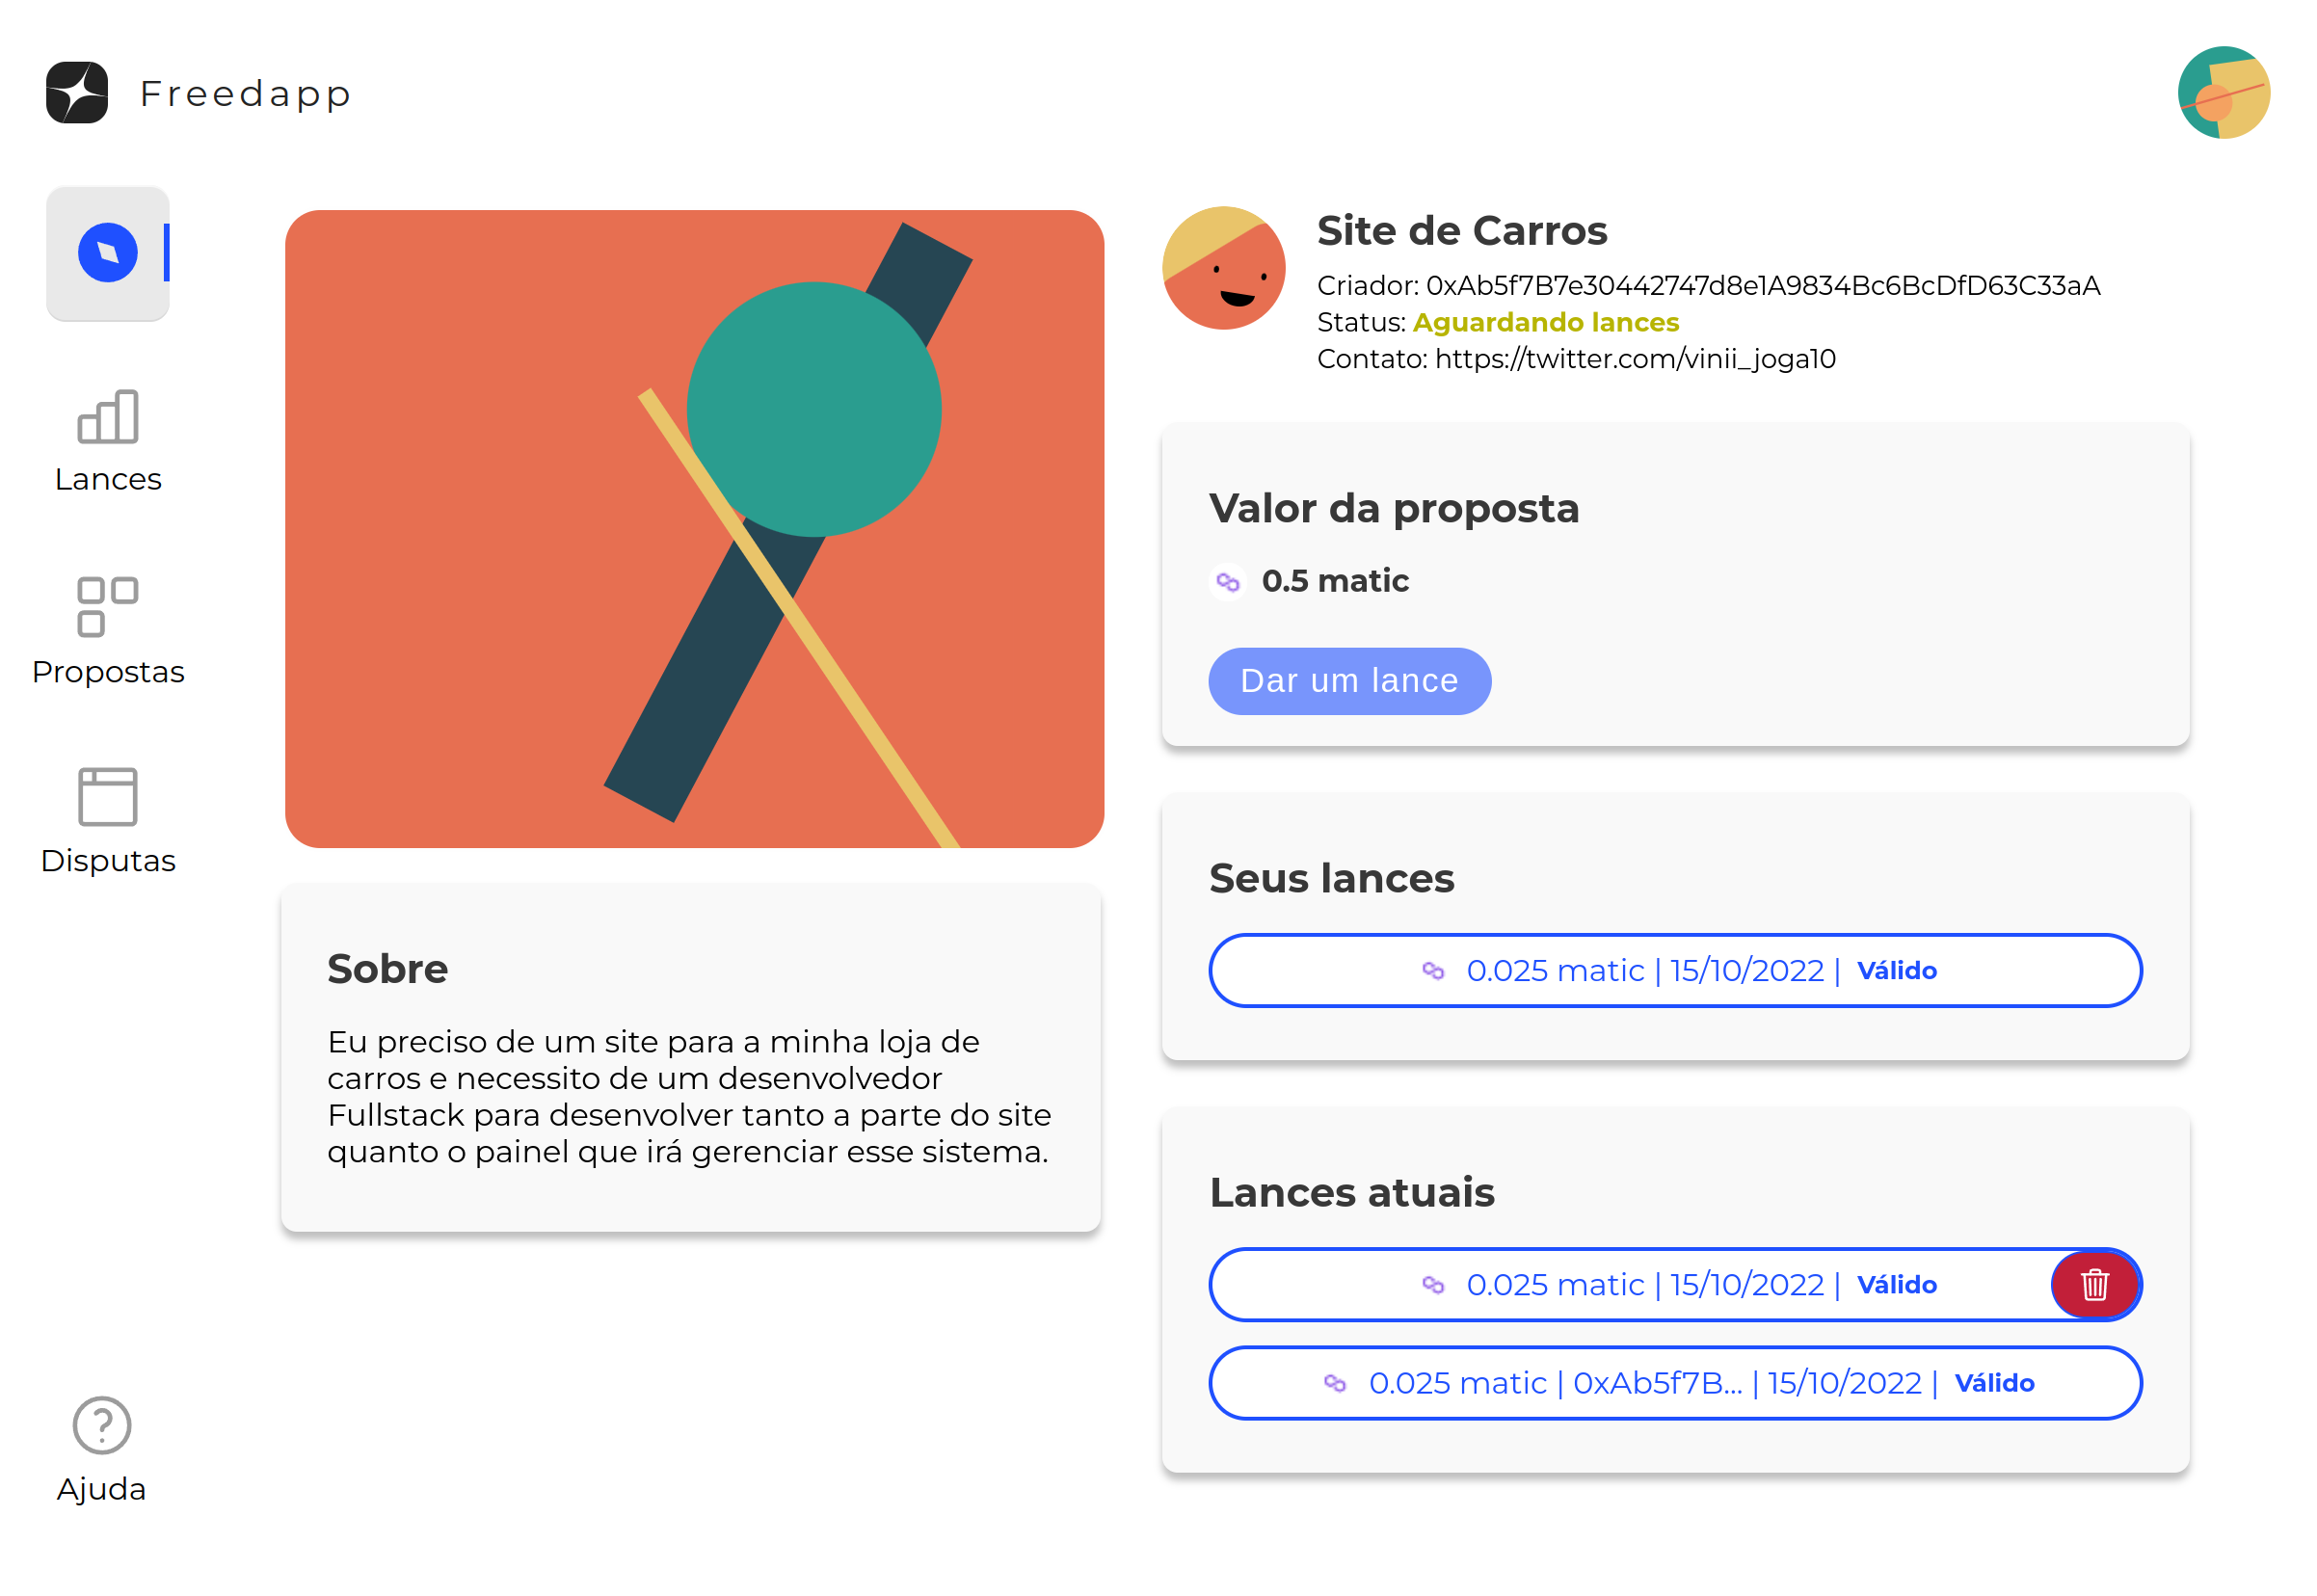 Freedapp
Lances
Propostas
Disputas
Ajuda
Sobre
Eu preciso de um site para a minha loja de
carros e necessito de um desenvolvedor
Fullstack para desenvolver tanto a parte do site
quanto o painel que irá gerenciar esse sistema.
Site de Carros
Criador: 0xAb5f7B7e30442747d8e1A9834Bc6BcDfD63C33aA
Status: Aguardando lances
Contato: https://twitter.com/vinii_joga10
Valor da proposta
0.5 matic
Dar um lance
Seus lances
0.025 matic | 15/10/2022 | Válido
Lances atuais
0.025 matic | 15/10/2022 | Válido
0.025 matic | 0xAb5f7B... | 15/10/2022 | Válido